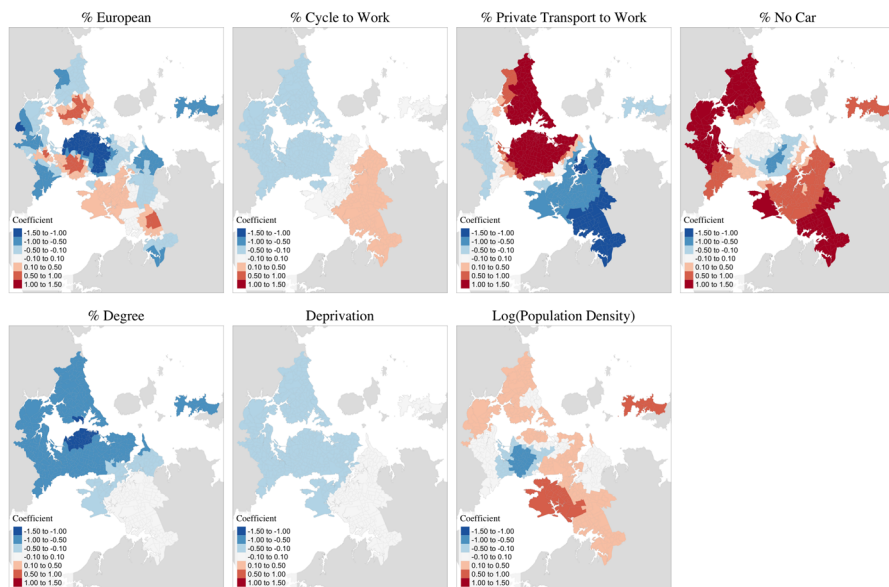 % European
% Cycle to Work
% Private Transport to Work
% No Car
Coefficient
-1.50 to -1.00
-1.00 to -0.50
-0.50 to -0.10
-0.10 to 0.10
0.10 to 0.50
0.50 to 1.00
1.00 to 1.50
Coefficient
-1.50 to -1.00
-1.00 to -0.50
-0.50 to -0.10
-0.10 to 0.10
0.10 to 0.50
0.50 to 1.00
1.00 to 1.50
Coefficient
-1.50 to -1.00
-1.00 to -0.50
-0.50 to -0.10
-0.10 to 0.10
0.10 to 0.50
0.50 to 1.00
1.00 to 1.50
Coefficient
-1.50 to -1.00
-1.00 to -0.50
-0.50 to -0.10
-0.10 to 0.10
0.10 to 0.50
0.50 to 1.00
1.00 to 1.50
% Degree
Deprivation
Log(Population Density)
Coefficient
-1.50 to -1.00
-1.00 to -0.50
-0.50 to -0.10
-0.10 to 0.10
0.10 to 0.50
0.50 to 1.00
1.00 to 1.50
Coefficient
-1.50 to -1.00
-1.00 to -0.50
-0.50 to -0.10
-0.10 to 0.10
0.10 to 0.50
0.50 to 1.00
1.00 to 1.50
Coefficient
-1.50 to -1.00
-1.00 to -0.50
-0.50 to -0.10
-0.10 to 0.10
0.10 to 0.50
0.50 to 1.00
1.00 to 1.50